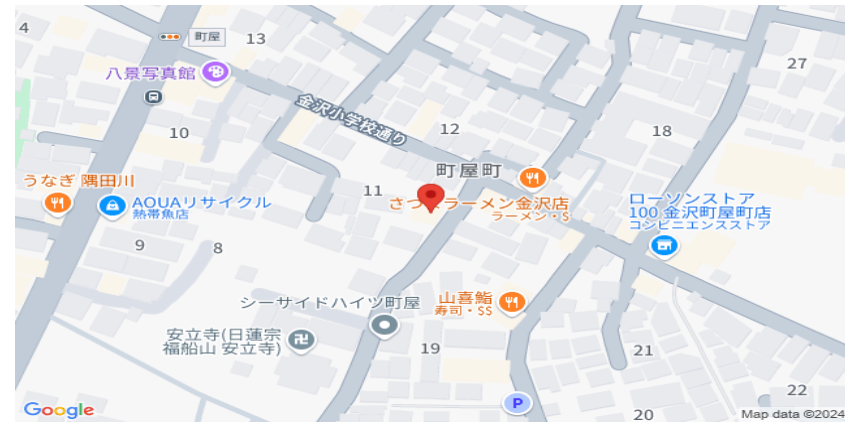 4
町屋
13
27
八景写真館
金沢小学校通り
10
12
18
町屋町
うなぎ 隅田川
11
AQUAリサイクル
熱帯魚店
ラーメン金沢店
ラーメン・$
ローソンストア
100 金沢町屋町店
コンビニエンスストア
9
8
シーサイドハイツ町屋
山喜鮨
寿司・$$
安立寺(日蓮宗
福船山 安立寺)
19
21
22
P
20
Google
Map data ©2024